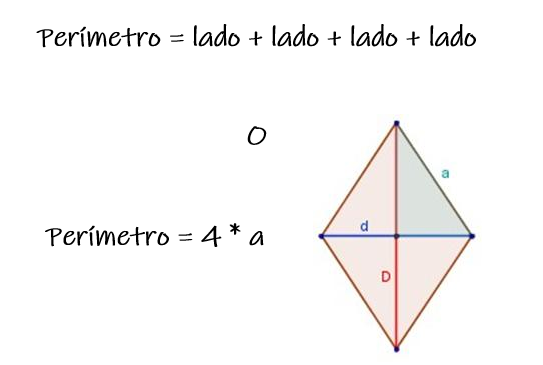 Perímetro = lado + lado + lado + lado
O
Perímetro = 4 * a
a
d
D